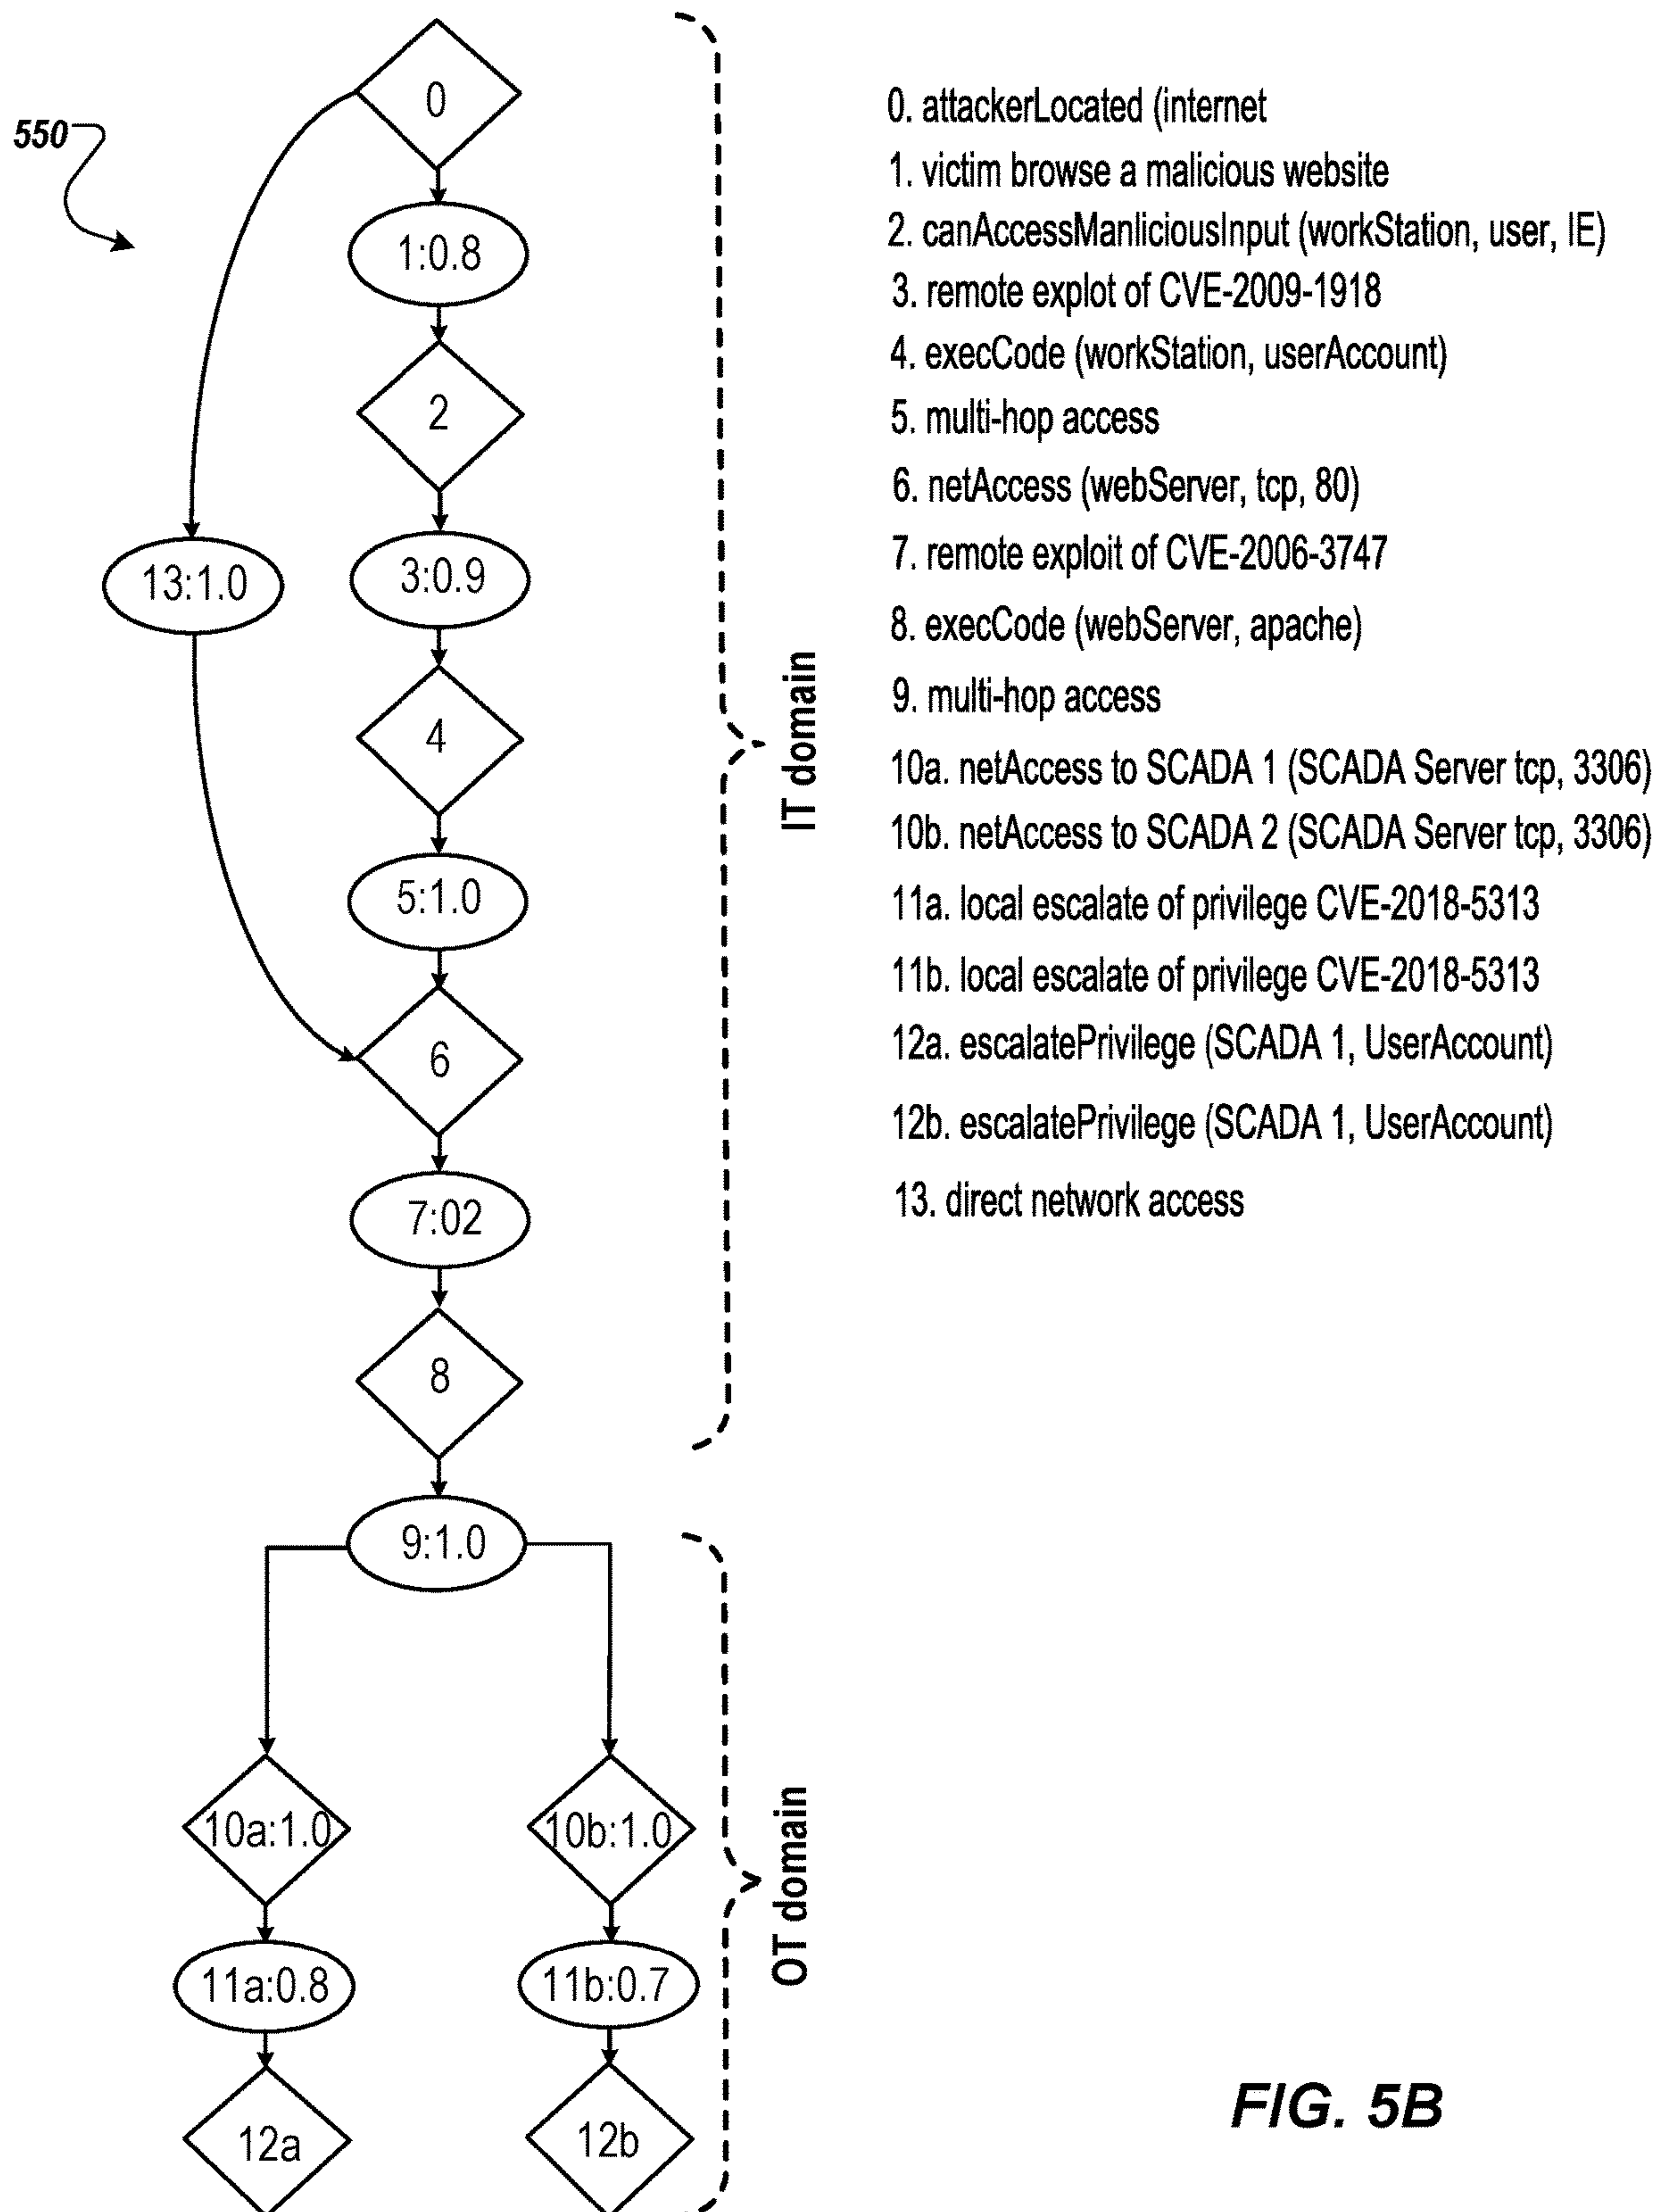 550
0
1:0.8
2
13:1.0
3:0.9
4
5:1.0
6
7:02
8
9:1.0
10a:1.0
10b:1.0
11a:0.8
11b:0.7
12a
12b
IT domain
OT domain
0. attackerLocated (internet
1. victim browse a malicious website
2. canAccessManliciousInput (workStation, user, IE)
3. remote explot of CVE-2009-1918
4. execCode (workStation, userAccount)
5. multi-hop access
6. netAccess (webServer, tcp, 80)
7. remote exploit of CVE-2006-3747
8. execCode (webServer, apache)
9. multi-hop access
10a. netAccess to SCADA 1 (SCADA Server tcp, 3306)
10b. netAccess to SCADA 2 (SCADA Server tcp, 3306)
11a. local escalate of privilege CVE-2018-5313
11b. local escalate of privilege CVE-2018-5313
12a. escalatePrivilege (SCADA 1, UserAccount)
12b. escalatePrivilege (SCADA 1, UserAccount)
13. direct network access
FIG. 5B